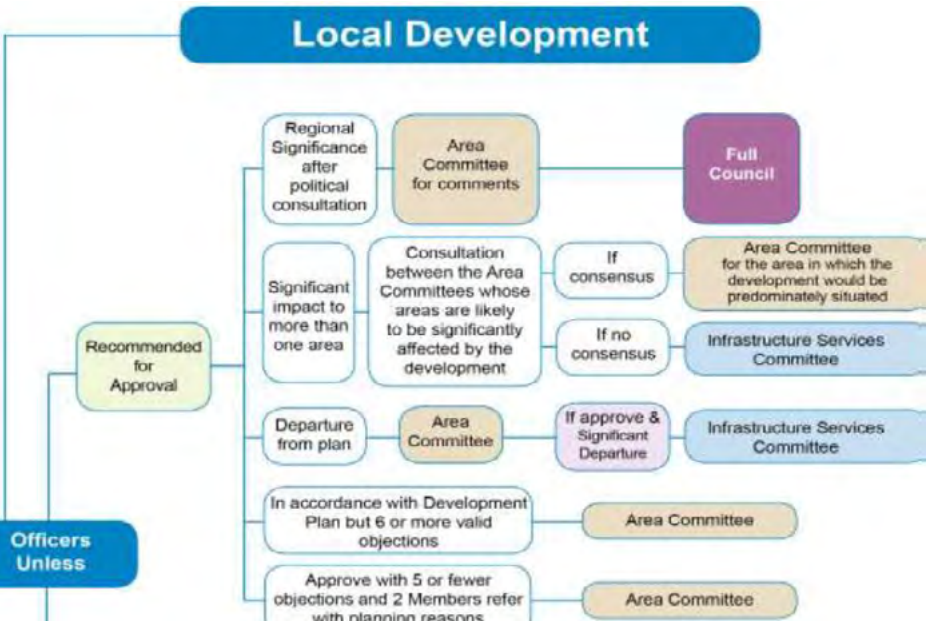 Local Development
Regional
Significance
after
political
consultation
Area
Committee
for comments
Full
Council
Significant
impact to
more than
one area
Consultation
between the Area
Committees whose
areas are likely
to be significantly
affected by the
development
If
consensus
Area Committee
for the area in which the
development would be
predominately situated
If no
consensus
Infrastructure Services
Committee
Recommended
for
Approval
Departure
from plan
Area
Committee
If approve &
Significant
Departure
Infrastructure Services
Committee
In accordance with Development
Plan but 6 or more valid
objections
Area Committee
Officers
Unless
Approve with 5 or fewer
objections and 2 Members refer
with planning reasons
Area Committee